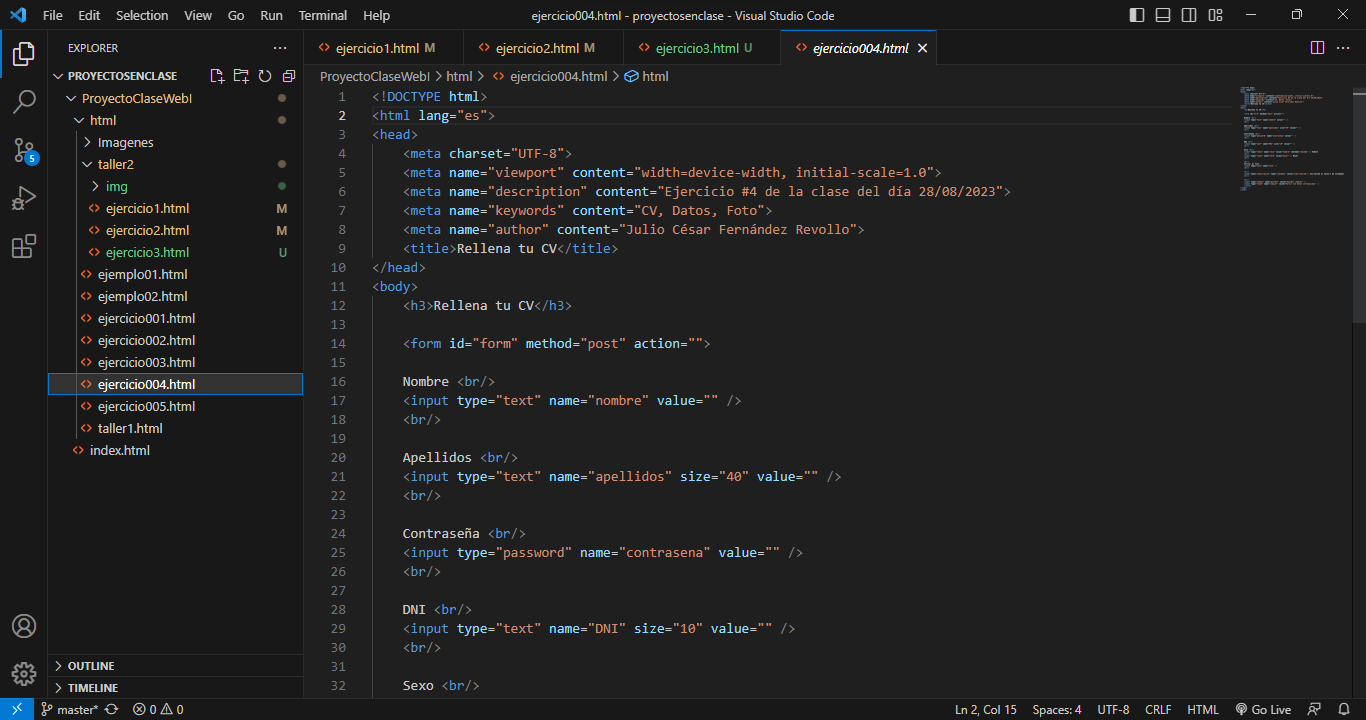 File Edit Selection View Go Run Terminal Help
ejercicio004.html - proyectosenclase - Visual Studio Code
EXPLORER
PROYECTOSENCLASE
ProyectoClaseWebI
html
Imagenes
taller2
img
ejercicio1.html M
ejercicio2.html M
ejercicio3.html U
ejemplo01.html
ejemplo02.html
ejercicio001.html
ejercicio002.html
ejercicio003.html
ejercicio004.html
ejercicio005.html
taller1.html
index.html
OUTLINE
TIMELINE
5
ejercicio1.html M ejercicio2.html M ejercicio3.html U ejercicio004.html
ProyectoClaseWebI > html > ejercicio004.html > html
1 <!DOCTYPE html>
2 <html lang="es">
3 <head>
4 <meta charset="UTF-8">
5 <meta name="viewport" content="width=device-width, initial-scale=1.0">
6 <meta name="description" content="Ejercicio #4 de la clase del día 28/08/2023">
7 <meta name="keywords" content="CV, Datos, Foto">
8 <meta name="author" content="Julio César Fernández Revollo">
9 <title>Rellena tu CV</title>
10 </head>
11 <body>
12 <h3>Rellena tu CV</h3>
13
14 <form id="form" method="post" action="">
15
16 Nombre <br/>
17 <input type="text" name="nombre" value="" />
18 <br/>
19
20 Apellidos <br/>
21 <input type="text" name="apellidos" size="40" value="" />
22 <br/>
23
24 Contraseña <br/>
25 <input type="password" name="contrasena" value="" />
26 <br/>
27
28 DNI <br/>
29 <input type="text" name="DNI" size="10" value="" />
30 <br/>
31
32 Sexo <br/>
master* 0 0
Ln 2, Col 15 Spaces: 4 UTF-8 CRLF HTML Go Live